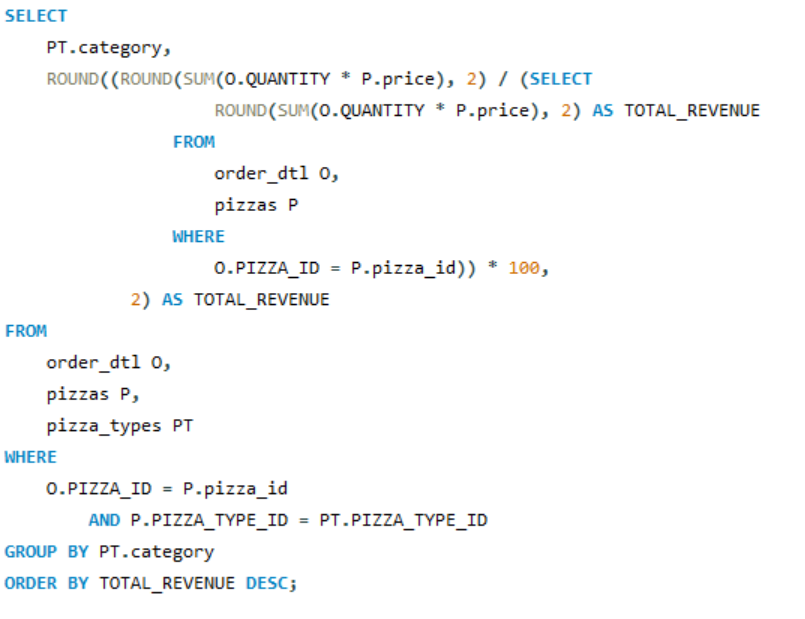 SELECT
PT.category,
ROUND((ROUND(SUM(O.QUANTITY * P.price), 2) / (SELECT
ROUND(SUM(O.QUANTITY * P.price), 2) AS TOTAL_REVENUE
FROM
order_dtl O,
pizzas P
WHERE
O.PIZZA_ID = P.pizza_id)) * 100,
2) AS TOTAL_REVENUE
FROM
order_dtl O,
pizzas P,
pizza_types PT
WHERE
O.PIZZA_ID = P.pizza_id
AND P.PIZZA_TYPE_ID = PT.PIZZA_TYPE_ID
GROUP BY PT.category
ORDER BY TOTAL_REVENUE DESC;